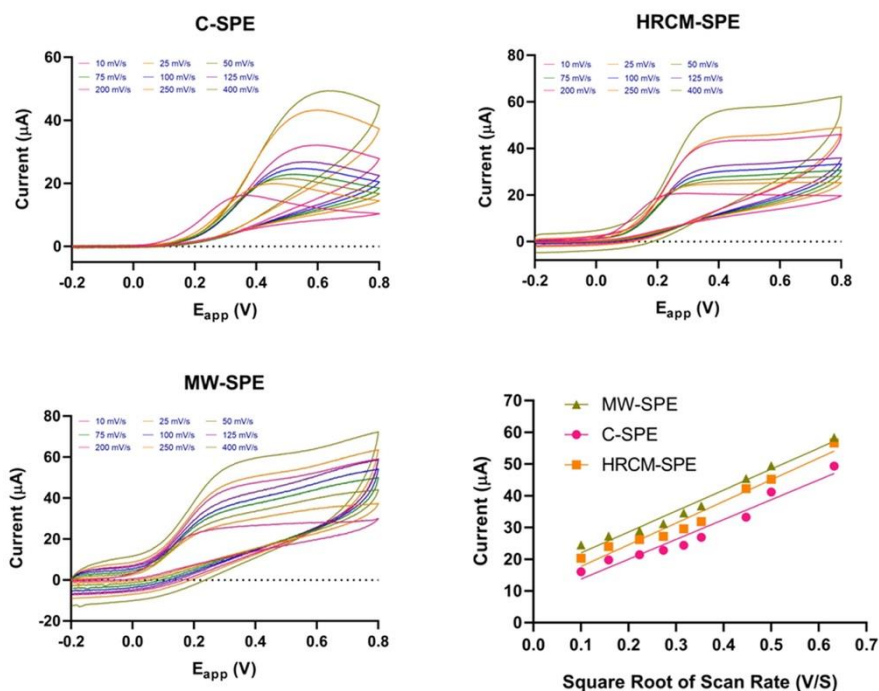 C-SPE
10 mV/s 25 mV/s 50 mV/s
75 mV/s 100 mV/s 125 mV/s
200 mV/s 250 mV/s 400 mV/s
60
40
20
0
Current (μA)
-0.2 0.0 0.2 0.4 0.6 0.8
Eapp (V)
HRCM-SPE
10 mV/s 25 mV/s 50 mV/s
75 mV/s 100 mV/s 125 mV/s
200 mV/s 250 mV/s 400 mV/s
80
60
40
20
0
Current (μA)
-0.2 0.0 0.2 0.4 0.6 0.8
Eapp (V)
MW-SPE
10 mV/s 25 mV/s 50 mV/s
75 mV/s 100 mV/s 125 mV/s
200 mV/s 250 mV/s 400 mV/s
80
60
40
20
0
-20
Current (μA)
-0.2 0.0 0.2 0.4 0.6 0.8
Eapp (V)
MW-SPE
C-SPE
HRCM-SPE
70
60
50
40
30
20
10
0
Current (μA)
0.0 0.1 0.2 0.3 0.4 0.5 0.6 0.7
Square Root of Scan Rate (V/S)